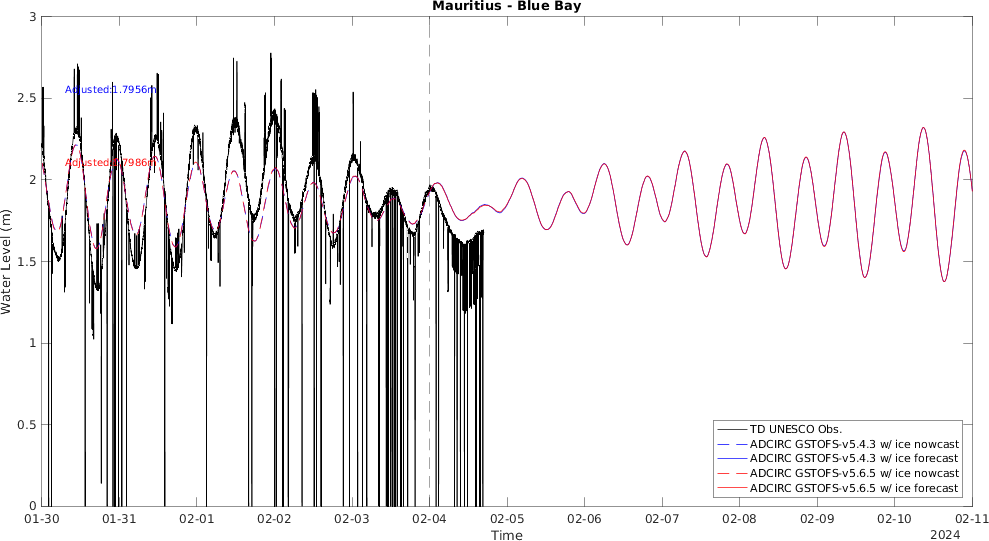 Mauritius - Blue Bay
Water Level (m)
3
2.5
2
1.5
1
0.5
0
Adjusted:1.7956m
Adjusted:1.7986m
TD UNESCO Obs.
ADCIRC GSTOFS-v5.4.3 w/ ice nowcast
ADCIRC GSTOFS-v5.4.3 w/ ice forecast
ADCIRC GSTOFS-v5.6.5 w/ ice nowcast
ADCIRC GSTOFS-v5.6.5 w/ ice forecast
01-30 01-31 02-01 02-02 02-03 02-04 02-05 02-06 02-07 02-08 02-09 02-10 02-11
Time
2024